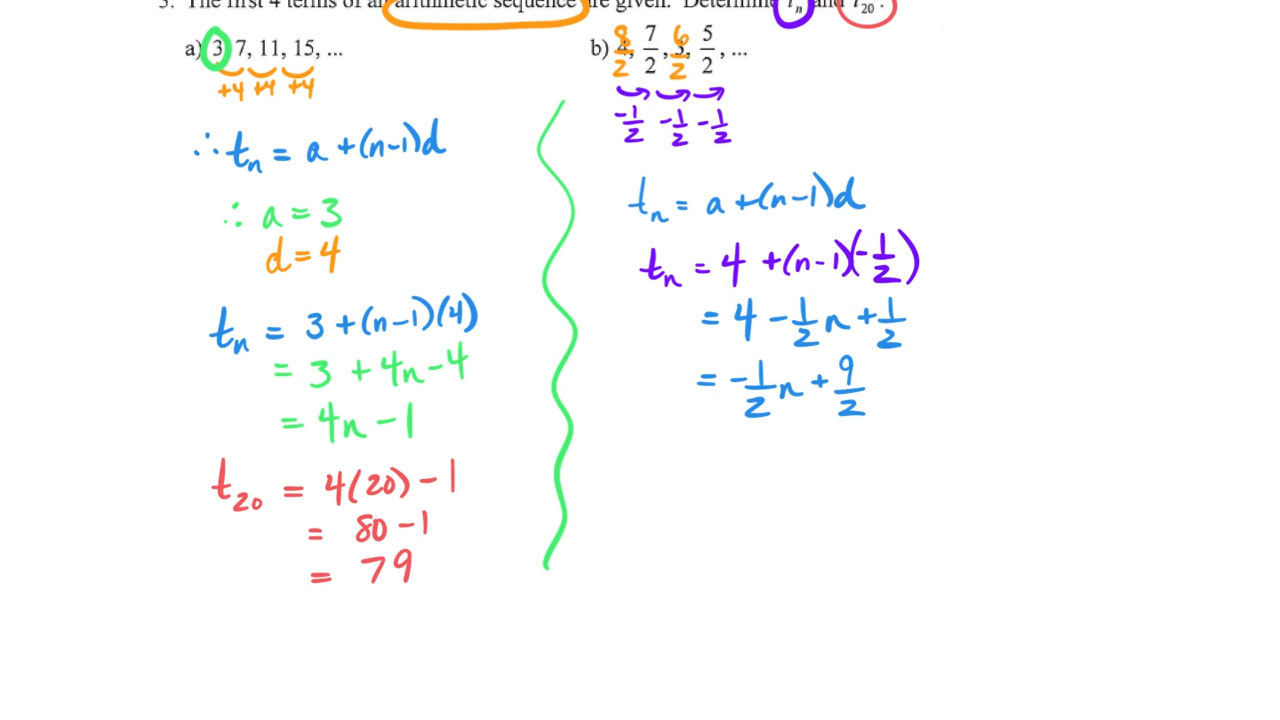 3. The first 4 terms of an arithmetic sequence are given. Determine t_n and t_20.
a) 3, 7, 11, 15, ...
+4 +4 +4
∴ t_n = a + (n-1)d
∴ a = 3
d = 4
t_n = 3 + (n-1)(4)
= 3 + 4n - 4
= 4n - 1
t_20 = 4(20) - 1
= 80 - 1
= 79
8/2 6/2
b) 4, 7/2, 3, 5/2, ...
-1/2 -1/2 -1/2
t_n = a + (n-1)d
t_n = 4 + (n-1)(-1/2)
= 4 - 1/2 n + 1/2
= -1/2 n + 9/2